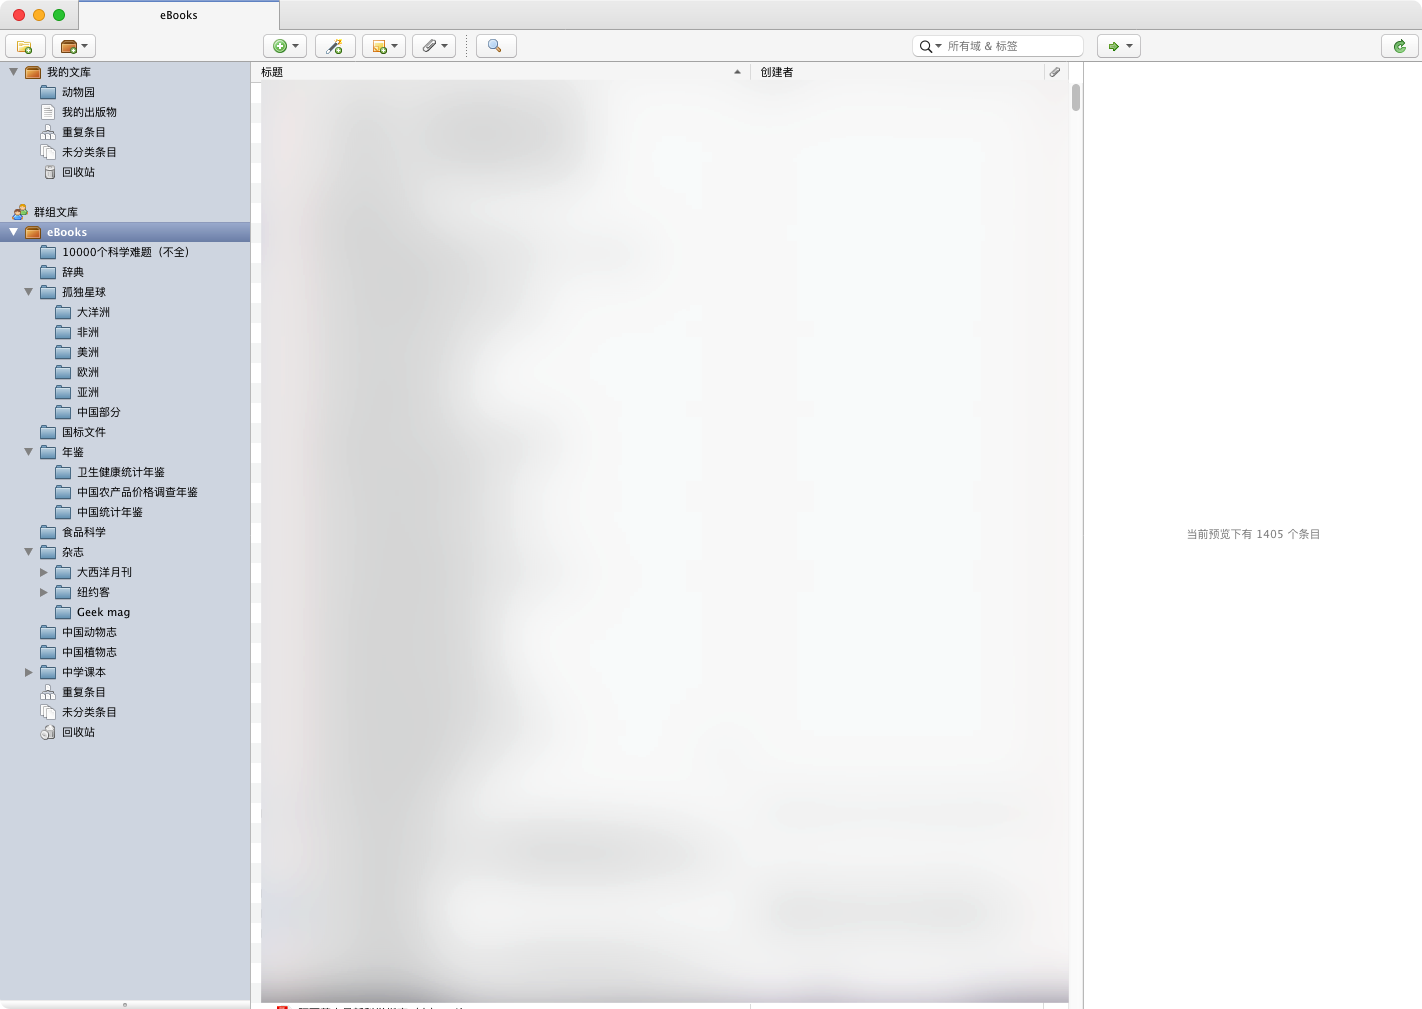 eBooks
所有域 & 标签
我的文库
动物园
我的出版物
重复条目
未分类条目
回收站
群组文库
eBooks
10000个科学难题（不全）
辞典
孤独星球
大洋洲
非洲
美洲
欧洲
亚洲
中国部分
国标文件
年鉴
卫生健康统计年鉴
中国农产品价格调查年鉴
中国统计年鉴
食品科学
杂志
大西洋月刊
纽约客
Geek mag
中国动物志
中国植物志
中学课本
重复条目
未分类条目
回收站
标题
创建者
当前预览下有 1405 个条目